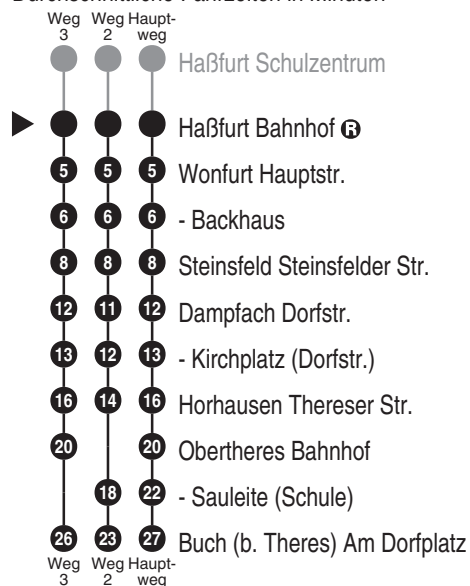 Weg Weg Haupt-
3 2 weg
Haßfurt Schulzentrum
Haßfurt Bahnhof R
5 5 5 Wonfurt Hauptstr.
6 6 6 - Backhaus
8 8 8 Steinsfeld Steinsfelder Str.
12 11 12 Dampfach Dorfstr.
13 12 13 - Kirchplatz (Dorfstr.)
16 14 16 Horhausen Thereser Str.
20 20 Obertheres Bahnhof
18 22 - Sauleite (Schule)
26 23 27 Buch (b. Theres) Am Dorfplatz
Weg Weg Haupt-
3 2 weg